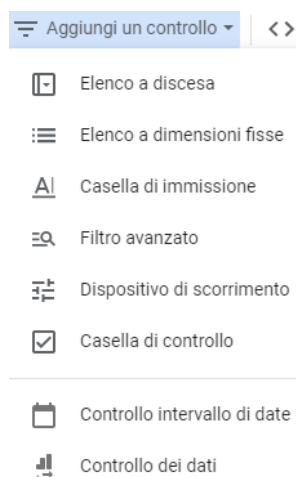 Aggiungi un controllo
Elenco a discesa
Elenco a dimensioni fisse
Casella di immissione
Filtro avanzato
Dispositivo di scorrimento
Casella di controllo
Controllo intervallo di date
Controllo dei dati